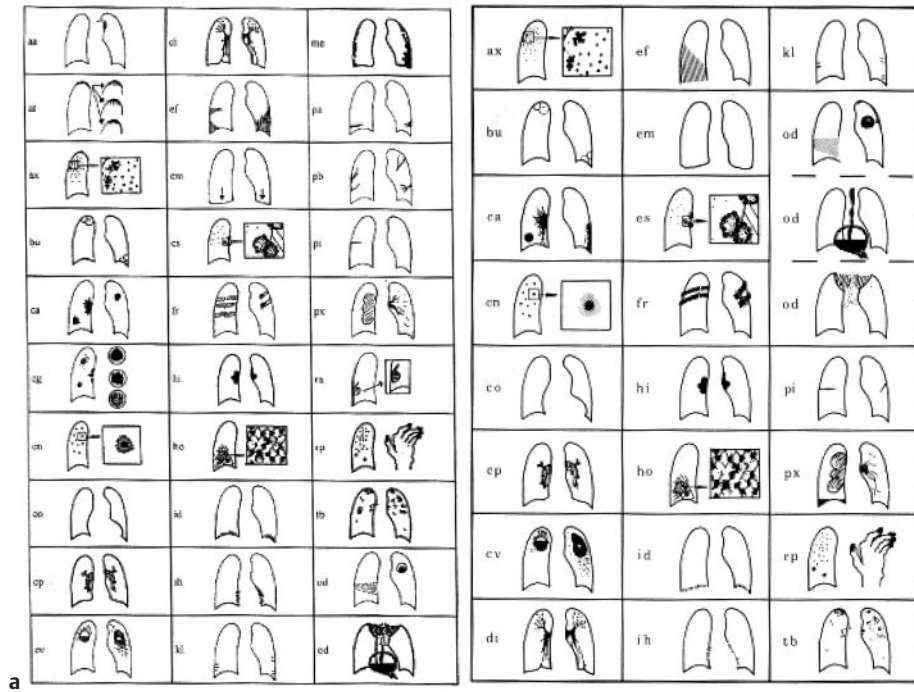 aa di me
at ef pa
ax em pb
bu es pi
ca fr px
cg hi ra
cn ho rp
co id tb
cp ih od
cv kl od
ax ef kl
bu em od
ca es od
cn fr od
co hi pi
cp ho px
cv id rp
di ih tb
a